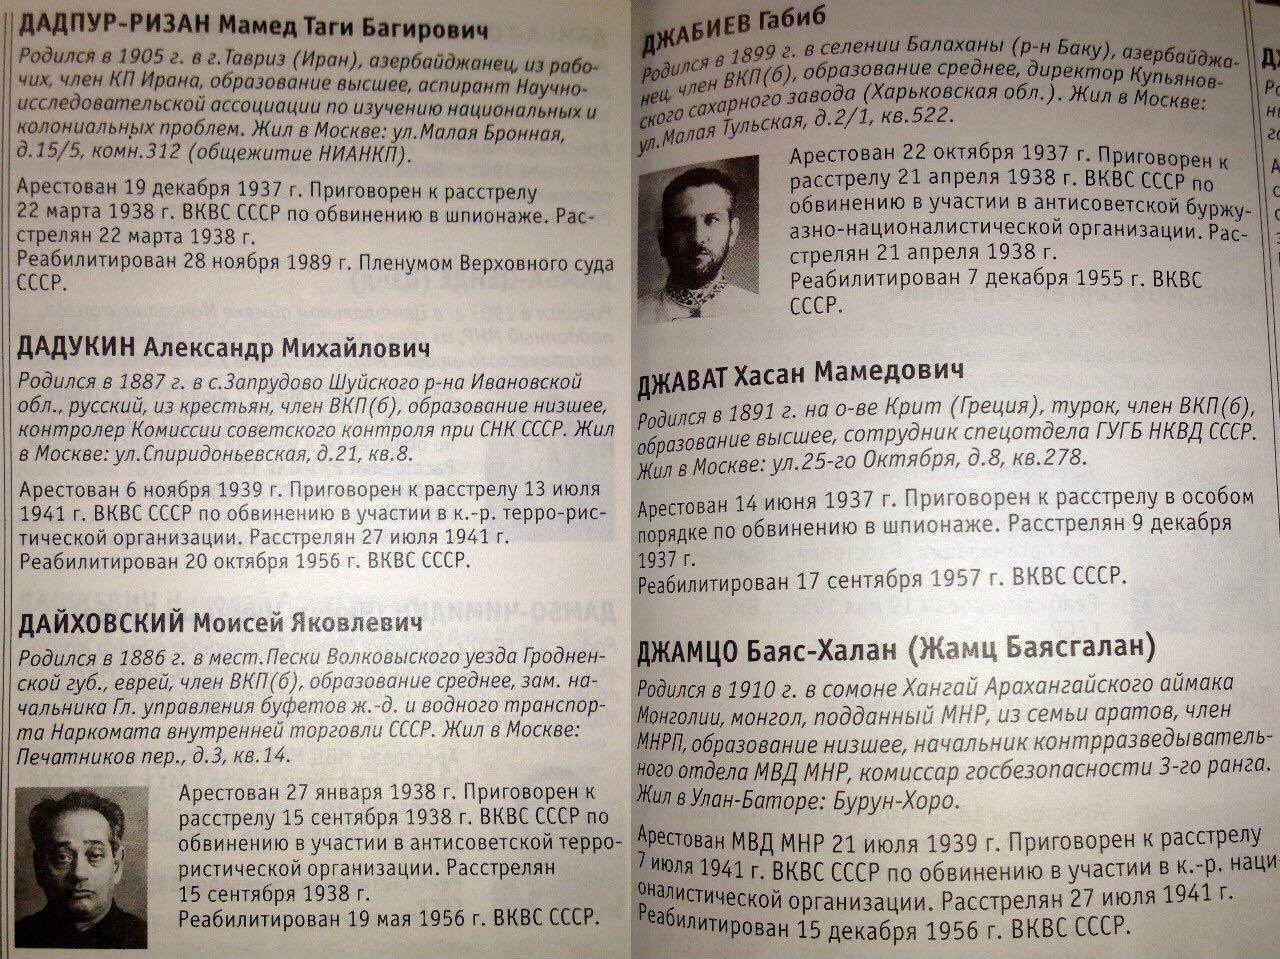 ДАДПУР-РИЗАН Мамед Таги Багирович
Родился в 1905 г. в г.Тавриз (Иран), азербайджанец, из рабо-
чих, член КП Ирана, образование высшее, аспирант Научно-
исследовательской ассоциации по изучению национальных и
колониальных проблем. Жил в Москве: ул.Малая Бронная,
д.15/5, комн.312 (общежитие НИАНКП).
Арестован 19 декабря 1937 г. Приговорен к расстрелу
22 марта 1938 г. ВКВС СССР по обвинению в шпионаже. Рас-
стрелян 22 марта 1938 г.
Реабилитирован 28 ноября 1989 г. Пленумом Верховного суда
СССР.
ДАДУКИН Александр Михайлович
Родился в 1887 г. в с.Запрудово Шуйского р-на Ивановской
обл., русский, из крестьян, член ВКП(б), образование низшее,
контролер Комиссии советского контроля при СНК СССР. Жил
в Москве: ул.Спиридоньевская, д.21, кв.8.
Арестован 6 ноября 1939 г. Приговорен к расстрелу 13 июля
1941 г. ВКВС СССР по обвинению в участии в к.-р. терро-рис-
тической организации. Расстрелян 27 июля 1941 г.
Реабилитирован 20 октября 1956 г. ВКВС СССР.
ДАЙХОВСКИЙ Моисей Яковлевич
Родился в 1886 г. в мест.Пески Волковыского уезда Гроднен-
ской губ., еврей, член ВКП(б), образование среднее, зам. на-
чальника Гл. управления буфетов ж.-д. и водного транспор-
та Наркомата внутренней торговли СССР. Жил в Москве:
Печатников пер., д.3, кв.14.
Арестован 27 января 1938 г. Приговорен к
расстрелу 15 сентября 1938 г. ВКВС СССР по
обвинению в участии в антисоветской терро-
ристической организации. Расстрелян
15 сентября 1938 г.
Реабилитирован 19 мая 1956 г. ВКВС СССР.
ДЖАБИЕВ Габиб
Родился в 1899 г. в селении Балаханы (р-н Баку), азербайджа-
нец, член ВКП(б), образование среднее, директор Купьянов-
ского сахарного завода (Харьковская обл.). Жил в Москве:
ул.Малая Тульская, д.2/1, кв.522.
Арестован 22 октября 1937 г. Приговорен к
расстрелу 21 апреля 1938 г. ВКВС СССР по
обвинению в участии в антисоветской буржу-
азно-националистической организации. Рас-
стрелян 21 апреля 1938 г.
Реабилитирован 7 декабря 1955 г. ВКВС
СССР.
ДЖАВАТ Хасан Мамедович
Родился в 1891 г. на о-ве Крит (Греция), турок, член ВКП(б),
образование высшее, сотрудник спецотдела ГУГБ НКВД СССР.
Жил в Москве: ул.25-го Октября, д.8, кв.278.
Арестован 14 июня 1937 г. Приговорен к расстрелу в особом
порядке по обвинению в шпионаже. Расстрелян 9 декабря
1937 г.
Реабилитирован 17 сентября 1957 г. ВКВС СССР.
ДЖАМЦО Баяс-Халан (Жамц Баясгалан)
Родился в 1910 г. в сомоне Хангай Арахангайского аймака
Монголии, монгол, подданный МНР, из семьи аратов, член
МНРП, образование низшее, начальник контрразведыватель-
ного отдела МВД МНР, комиссар госбезопасности 3-го ранга.
Жил в Улан-Баторе: Бурун-Хоро.
Арестован МВД МНР 21 июля 1939 г. Приговорен к расстрелу
7 июля 1941 г. ВКВС СССР по обвинению в участии в к.-р. наци-
оналистической организации. Расстрелян 27 июля 1941 г.
Реабилитирован 15 декабря 1956 г. ВКВС СССР.